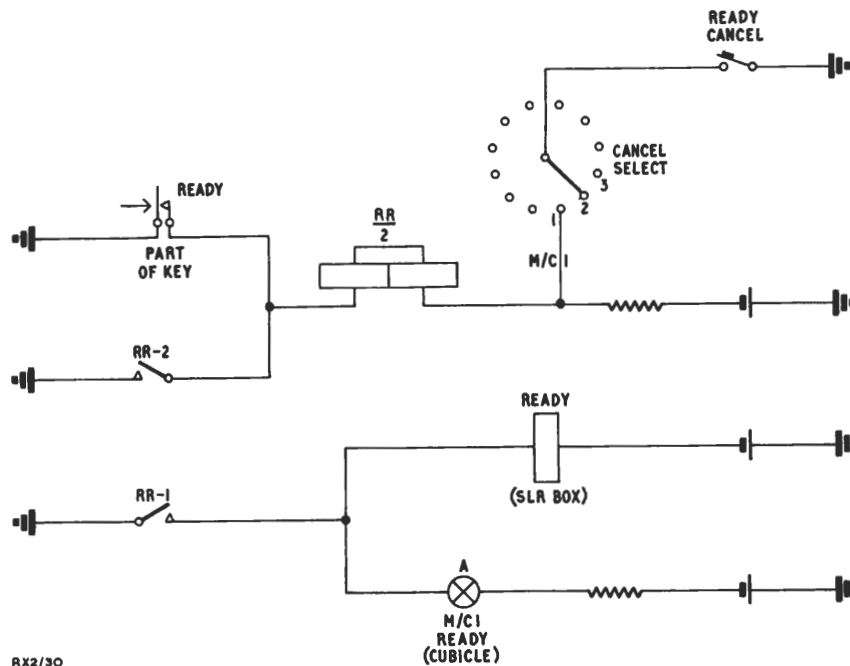 READY
CANCEL
CANCEL
SELECT
3
2
1
M/C 1
READY
PART
OF KEY
RR
2
RR-2
READY
(SLR BOX)
RR-1
A
M/C1
READY
(CUBICLE)
RX2/30